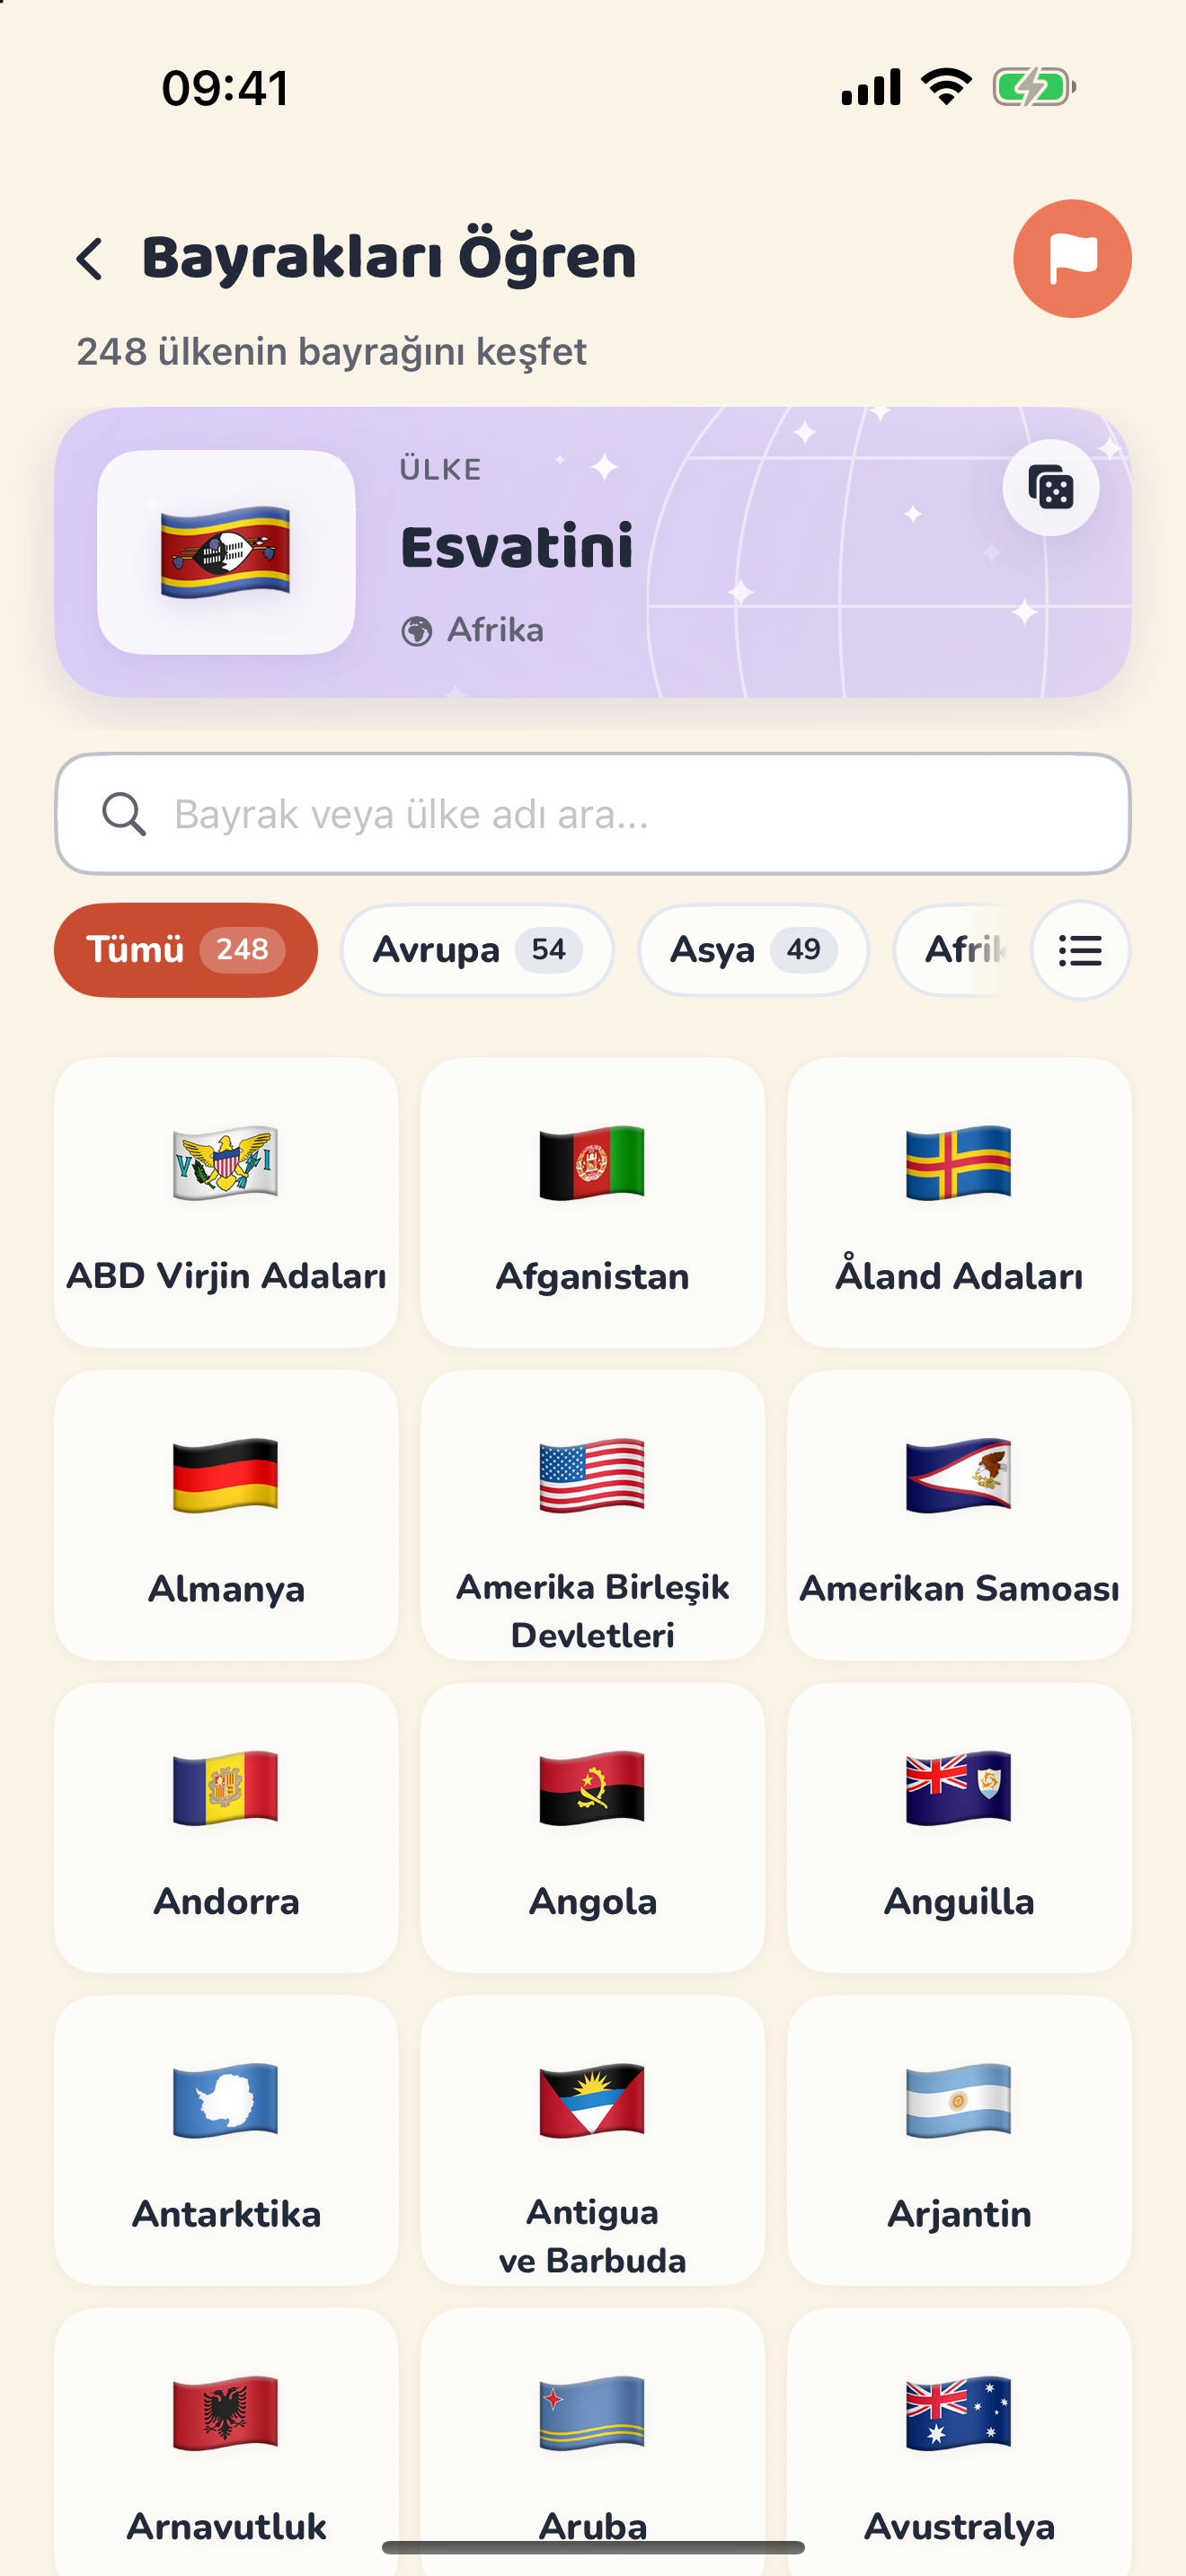 09:41
Bayrakları Öğren
248 ülkenin bayrağını keşfet
ÜLKE
Esvatini
Afrika
Bayrak veya ülke adı ara...
Tümü 248 Avrupa 54 Asya 49 Afrik
ABD Virjin Adaları Afganistan Åland Adaları
Almanya Amerika Birleşik Devletleri Amerikan Samoası
Andorra Angola Anguilla
Antarktika Antigua ve Barbuda Arjantin
Arnavutluk Aruba Avustralya